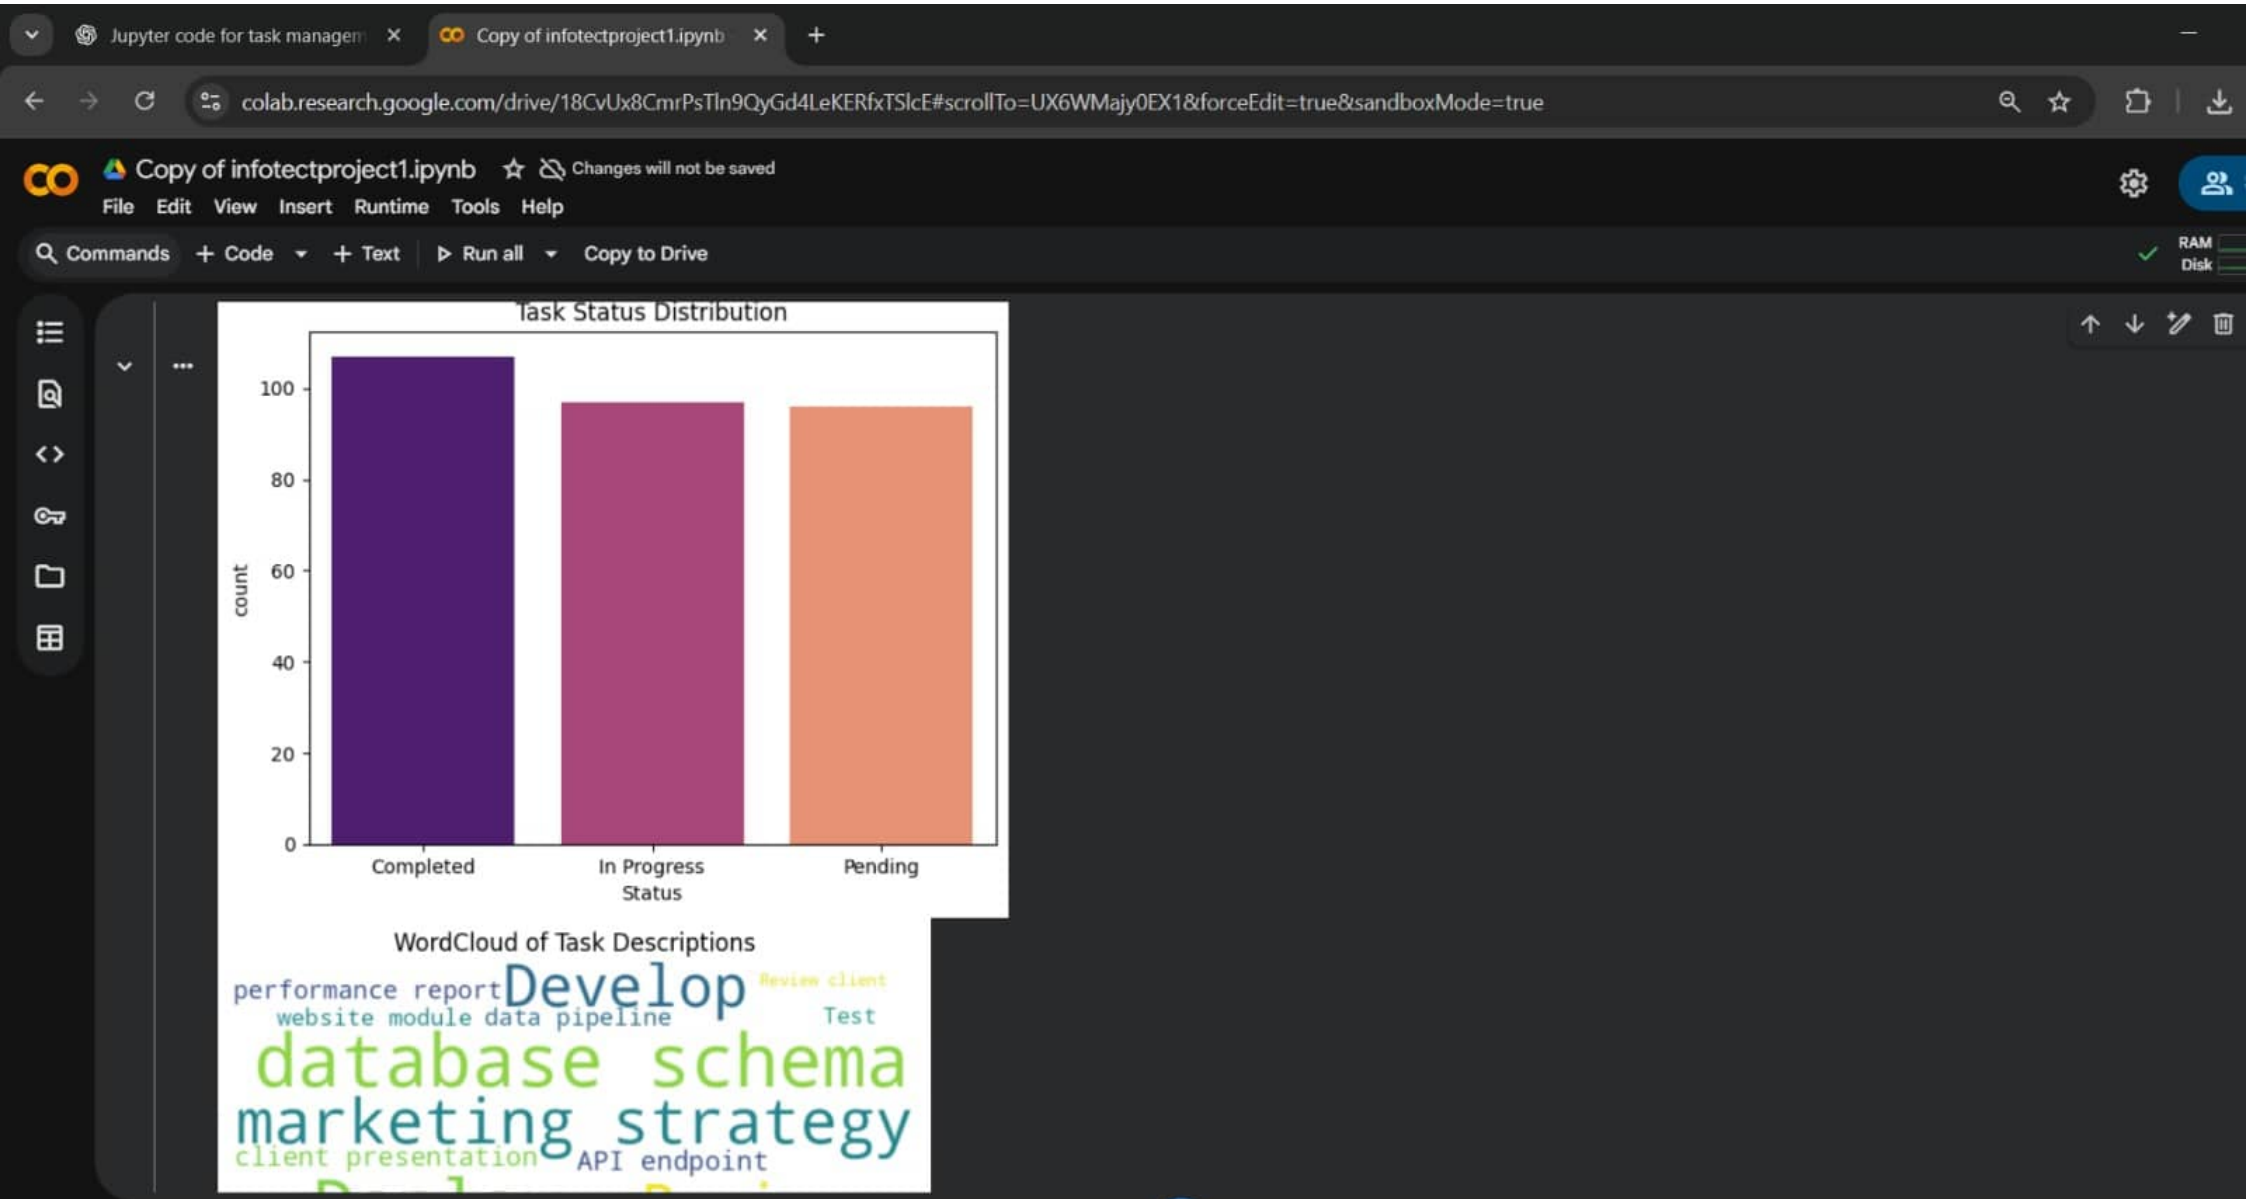 Jupyter code for task managem
Copy of infotectproject1.ipynb
colab.research.google.com/drive/18CvUx8CmrPsTln9QyGd4LeKERfxTSlcE#scrollTo=UX6WMajy0EX1&forceEdit=true&sandboxMode=true
Copy of infotectproject1.ipynb Changes will not be saved
File Edit View Insert Runtime Tools Help
Commands + Code + Text Run all Copy to Drive
RAM
Disk
Task Status Distribution
100
80
60
40
20
0
count
Completed In Progress Pending
Status
WordCloud of Task Descriptions
performance report Develop Review client
website module data pipeline Test
database schema
marketing strategy
client presentation API endpoint